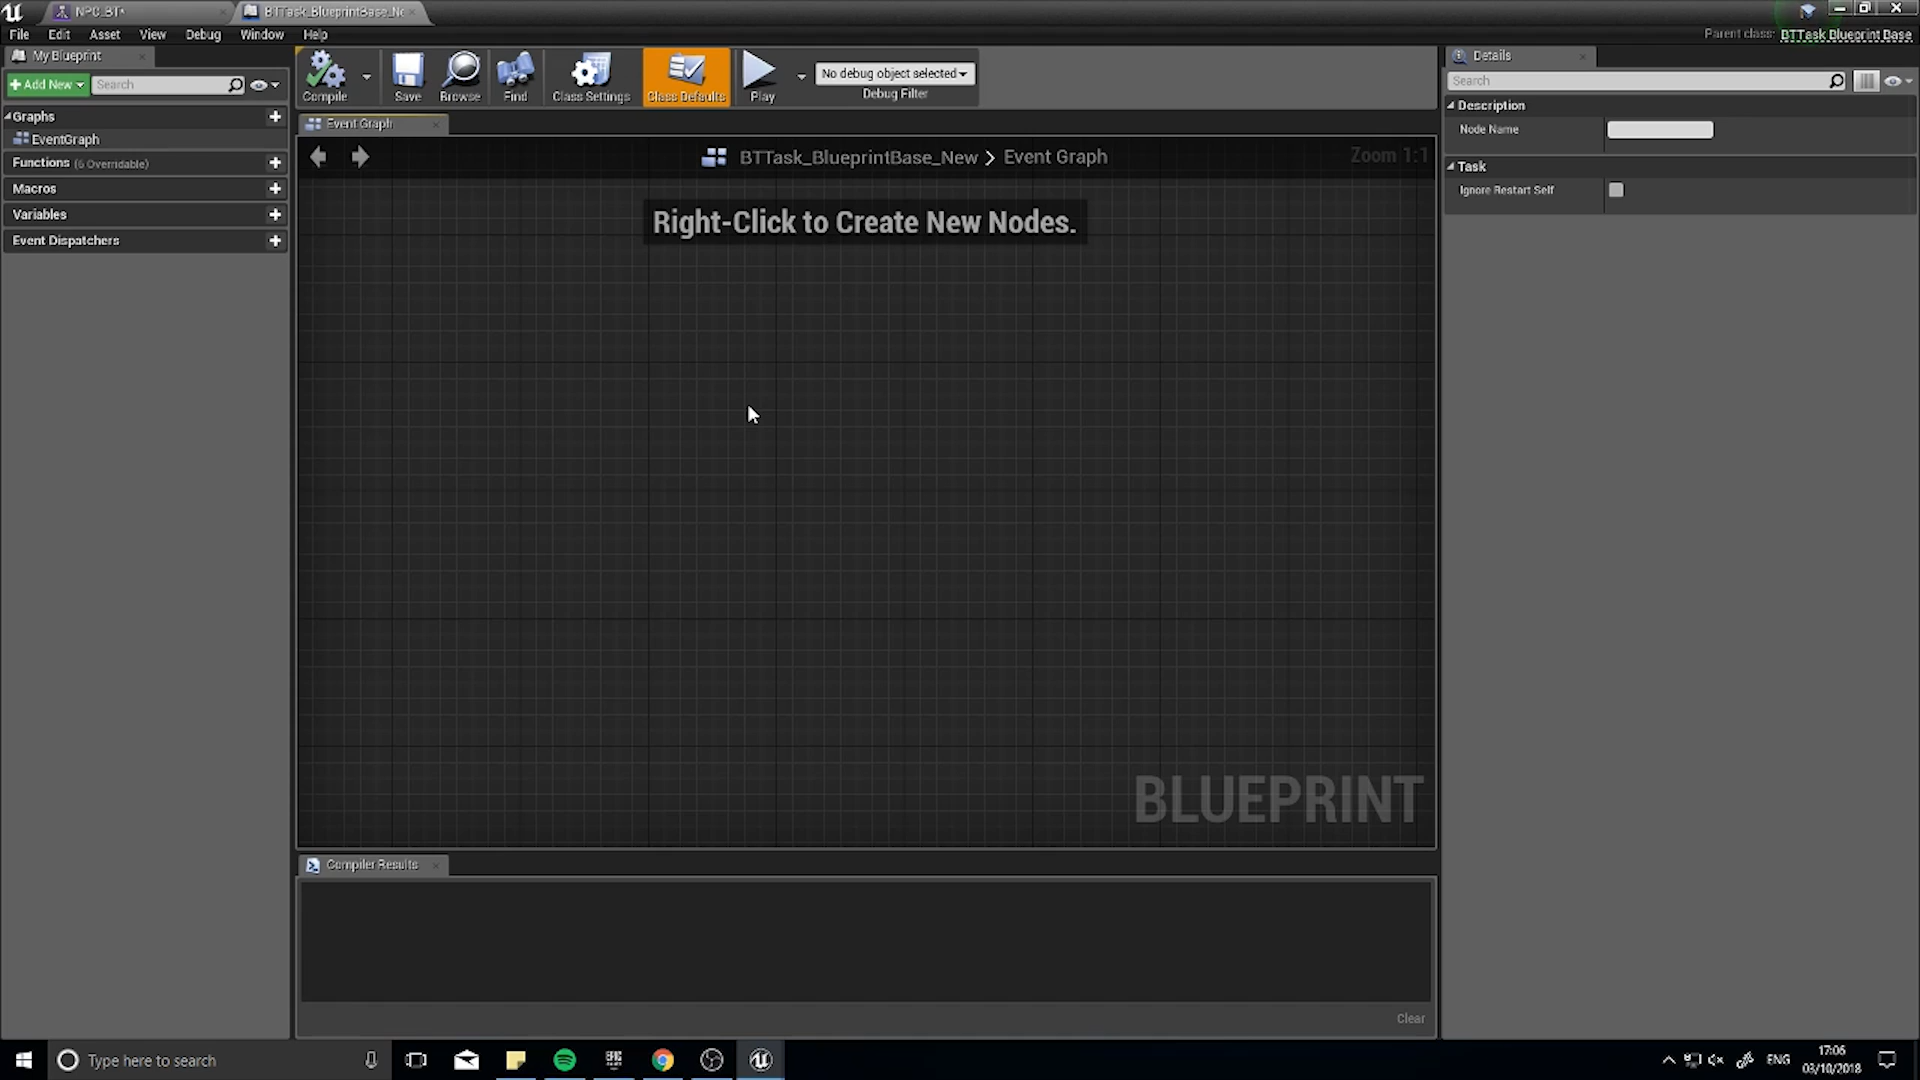 NPC_BT*
BTTask_BlueprintBase_Ne
File Edit Asset View Debug Window Help
Parent class: BTTask Blueprint Base
My Blueprint
Add New
Search
Graphs
EventGraph
Functions (6 Overridable)
Macros
Variables
Event Dispatchers
Compile
Save
Browse
Find
Class Settings
Class Defaults
Play
No debug object selected
Debug Filter
Event Graph
BTTask_BlueprintBase_New > Event Graph
Zoom 1:1
Right-Click to Create New Nodes.
BLUEPRINT
Compiler Results
Clear
Details
Search
Description
Node Name
Task
Ignore Restart Self
Type here to search
EPIC
ENG
17:06
03/10/2018